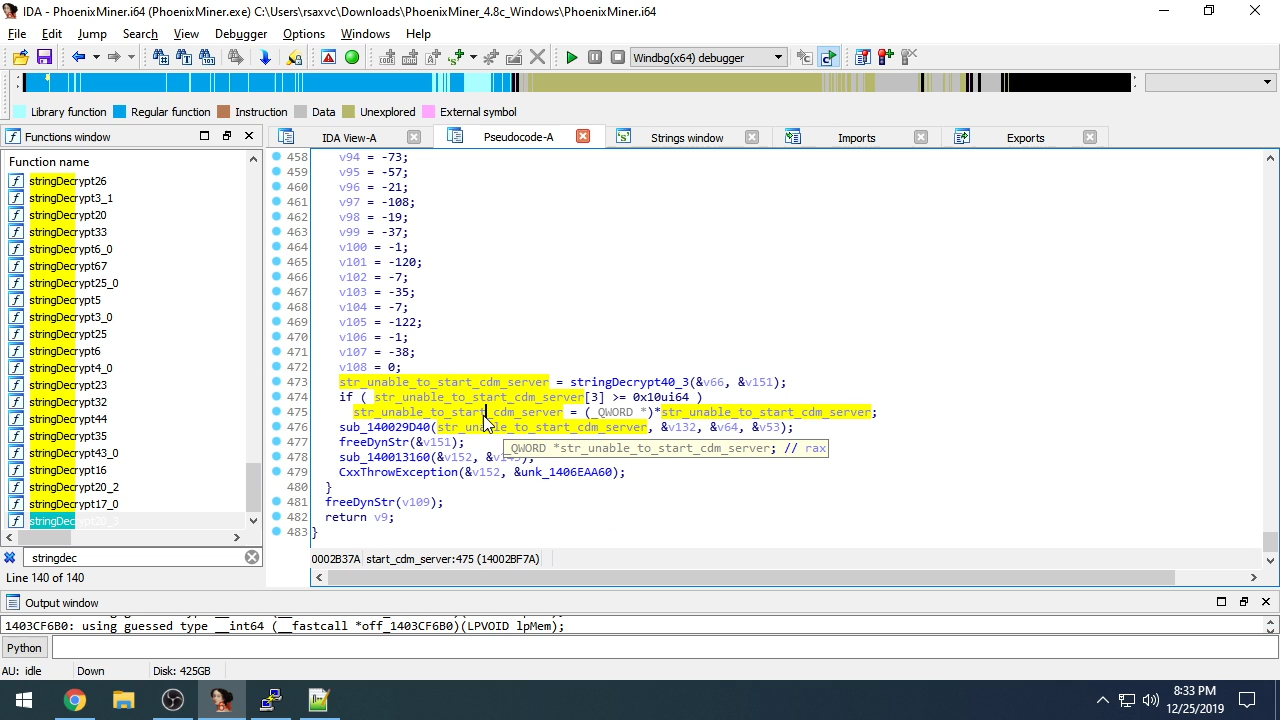 IDA - PhoenixMiner.i64 (PhoenixMiner.exe) C:\Users\rsaxvc\Downloads\PhoenixMiner_4.8c_Windows\PhoenixMiner.i64
File Edit Jump Search View Debugger Options Windows Help
Windbg(x64) debugger
Library function Regular function Instruction Data Unexplored External symbol
Functions window
IDA View-A Pseudocode-A Strings window Imports Exports
Function name
stringDecrypt26
stringDecrypt3_1
stringDecrypt20
stringDecrypt33
stringDecrypt6_0
stringDecrypt67
stringDecrypt25_0
stringDecrypt5
stringDecrypt3_0
stringDecrypt25
stringDecrypt6
stringDecrypt4_0
stringDecrypt23
stringDecrypt32
stringDecrypt44
stringDecrypt35
stringDecrypt43_0
stringDecrypt16
stringDecrypt20_2
stringDecrypt17_0
stringdec
Line 140 of 140
458 v94 = -73;
459 v95 = -57;
460 v96 = -21;
461 v97 = -108;
462 v98 = -19;
463 v99 = -37;
464 v100 = -1;
465 v101 = -120;
466 v102 = -7;
467 v103 = -35;
468 v104 = -7;
469 v105 = -122;
470 v106 = -1;
471 v107 = -38;
472 v108 = 0;
473 str_unable_to_start_cdm_server = stringDecrypt40_3(&v66, &v151);
474 if ( str_unable_to_start_cdm_server[3] >= 0x10ui64 )
475 str_unable_to_start_cdm_server = (_QWORD *)*str_unable_to_start_cdm_server;
476 sub_140029D40(str_unable_to_start_cdm_server, &v132, &v64, &v53);
477 freeDynStr(&v151);
_QWORD *str_unable_to_start_cdm_server; // rax
478 sub_140013160(&v152,
479 CxxThrowException(&v152, &unk_1406EAA60);
480 }
481 freeDynStr(v109);
482 return v9;
483 }
0002B37A start_cdm_server:475 (14002BF7A)
Output window
1403CF6B0: using guessed type __int64 (__fastcall *off_1403CF6B0)(LPVOID lpMem);
Python
AU: idle Down Disk: 425GB
8:33 PM
12/25/2019